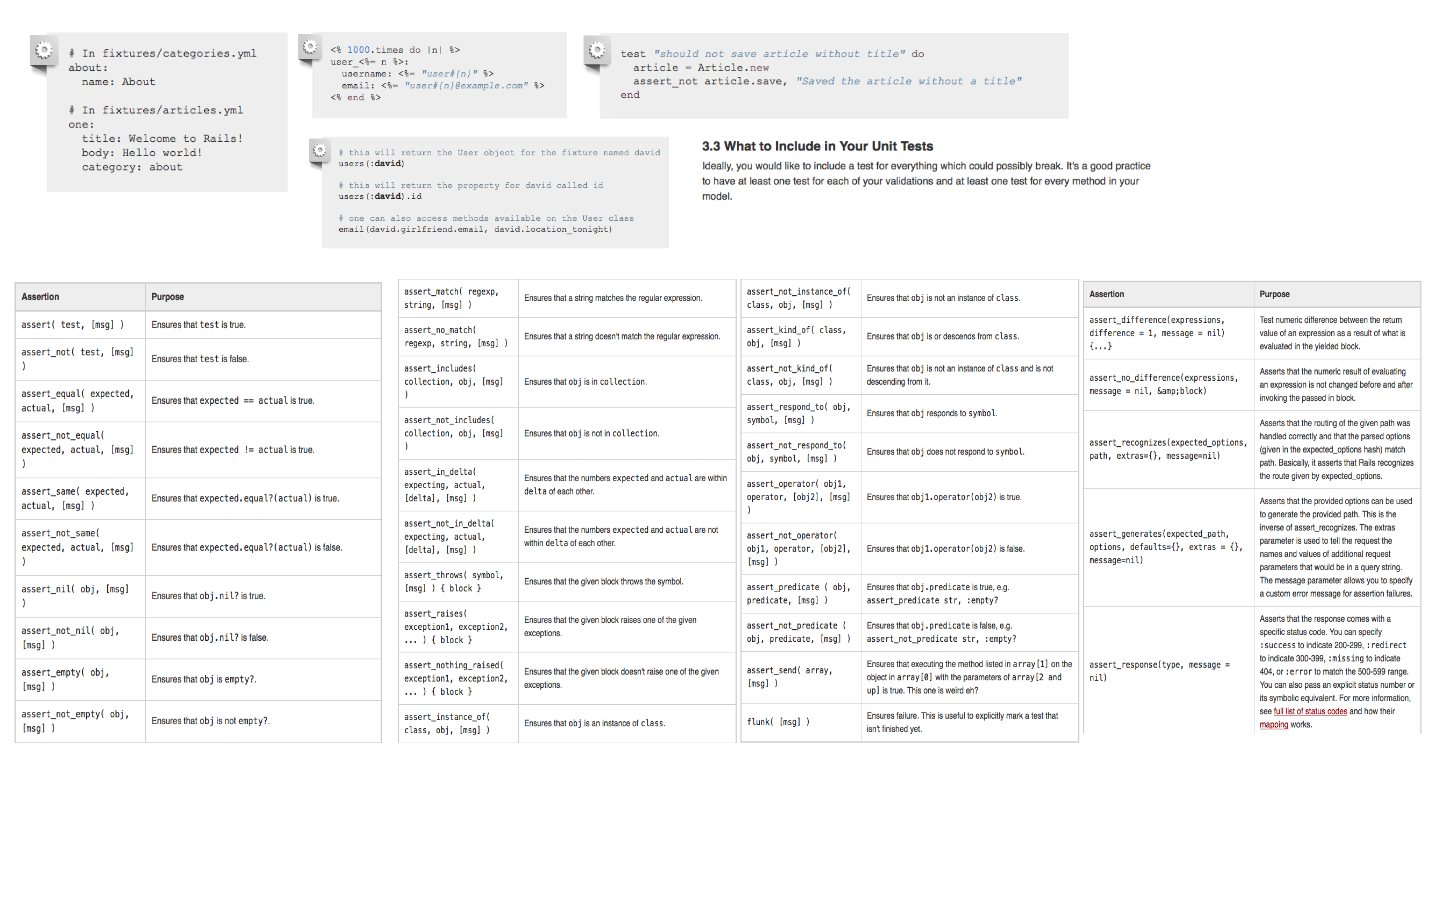 # In fixtures/categories.yml
about:
  name: About
# In fixtures/articles.yml
one:
  title: Welcome to Rails!
  body: Hello world!
  category: about
<% 1000.times do |n| %>
user_<%= n %>:
  username: <%= "user#{n}" %>
  email: <%= "user#{n}@example.com" %>
<% end %>
test "should not save article without title" do
  article = Article.new
  assert_not article.save, "Saved the article without a title"
end
# this will return the User object for the fixture named david
users(:david)
# this will return the property for david called id
users(:david).id
# one can also access methods available on the User class
email(david.girlfriend.email, david.location_tonight)
3.3 What to Include in Your Unit Tests
Ideally, you would like to include a test for everything which could possibly break. It's a good practice
to have at least one test for each of your validations and at least one test for every method in your
model.
Assertion
Purpose
assert( test, [msg] )
Ensures that test is true.
assert_not( test, [msg]
)
Ensures that test is false.
assert_equal( expected,
actual, [msg] )
Ensures that expected == actual is true.
assert_not_equal(
expected, actual, [msg]
)
Ensures that expected != actual is true.
assert_same( expected,
actual, [msg] )
Ensures that expected.equal?(actual) is true.
assert_not_same(
expected, actual, [msg]
)
Ensures that expected.equal?(actual) is false.
assert_nil( obj, [msg]
)
Ensures that obj.nil? is true.
assert_not_nil( obj,
[msg] )
Ensures that obj.nil? is false.
assert_empty( obj,
[msg] )
Ensures that obj is empty?.
assert_not_empty( obj,
[msg] )
Ensures that obj is not empty?.
assert_match( regexp,
string, [msg] )
Ensures that a string matches the regular expression.
assert_no_match(
regexp, string, [msg] )
Ensures that a string doesn't match the regular expression.
assert_includes(
collection, obj, [msg]
)
Ensures that obj is in collection.
assert_not_includes(
collection, obj, [msg]
)
Ensures that obj is not in collection.
assert_in_delta(
expecting, actual,
[delta], [msg] )
Ensures that the numbers expected and actual are within
delta of each other.
assert_not_in_delta(
expecting, actual,
[delta], [msg] )
Ensures that the numbers expected and actual are not
within delta of each other.
assert_throws( symbol,
[msg] ) { block }
Ensures that the given block throws the symbol.
assert_raises(
exception1, exception2,
... ) { block }
Ensures that the given block raises one of the given
exceptions.
assert_nothing_raised(
exception1, exception2,
... ) { block }
Ensures that the given block doesn't raise one of the given
exceptions.
assert_instance_of(
class, obj, [msg] )
Ensures that obj is an instance of class.
assert_not_instance_of(
class, obj, [msg] )
Ensures that obj is not an instance of class.
assert_kind_of( class,
obj, [msg] )
Ensures that obj is or descends from class.
assert_not_kind_of(
class, obj, [msg] )
Ensures that obj is not an instance of class and is not
descending from it.
assert_respond_to( obj,
symbol, [msg] )
Ensures that obj responds to symbol.
assert_not_respond_to(
obj, symbol, [msg] )
Ensures that obj does not respond to symbol.
assert_operator( obj1,
operator, [obj2], [msg]
)
Ensures that obj1.operator(obj2) is true.
assert_not_operator(
obj1, operator, [obj2],
[msg] )
Ensures that obj1.operator(obj2) is false.
assert_predicate ( obj,
predicate, [msg] )
Ensures that obj.predicate is true, e.g.
assert_predicate str, :empty?
assert_not_predicate (
obj, predicate, [msg] )
Ensures that obj.predicate is false, e.g.
assert_not_predicate str, :empty?
assert_send( array,
[msg] )
Ensures that executing the method listed in array[1] on the
object in array[0] with the parameters of array[2 and
up] is true. This one is weird eh?
flunk( [msg] )
Ensures failure. This is useful to explicitly mark a test that
isn't finished yet.
Assertion
Purpose
assert_difference(expressions,
difference = 1, message = nil)
{...}
Test numeric difference between the return
value of an expression as a result of what is
evaluated in the yielded block.
assert_no_difference(expressions,
message = nil, &amp;block)
Asserts that the numeric result of evaluating
an expression is not changed before and after
invoking the passed in block.
assert_recognizes(expected_options,
path, extras={}, message=nil)
Asserts that the routing of the given path was
handled correctly and that the parsed options
(given in the expected_options hash) match
path. Basically, it asserts that Rails recognizes
the route given by expected_options.
assert_generates(expected_path,
options, defaults={}, extras = {},
message=nil)
Asserts that the provided options can be used
to generate the provided path. This is the
inverse of assert_recognizes. The extras
parameter is used to tell the request the
names and values of additional request
parameters that would be in a query string.
The message parameter allows you to specify
a custom error message for assertion failures.
assert_response(type, message =
nil)
Asserts that the response comes with a
specific status code. You can specify
:success to indicate 200-299, :redirect
to indicate 300-399, :missing to indicate
404, or :error to match the 500-599 range.
You can also pass an explicit status number or
its symbolic equivalent. For more information,
see full list of status codes and how their
mapping works.